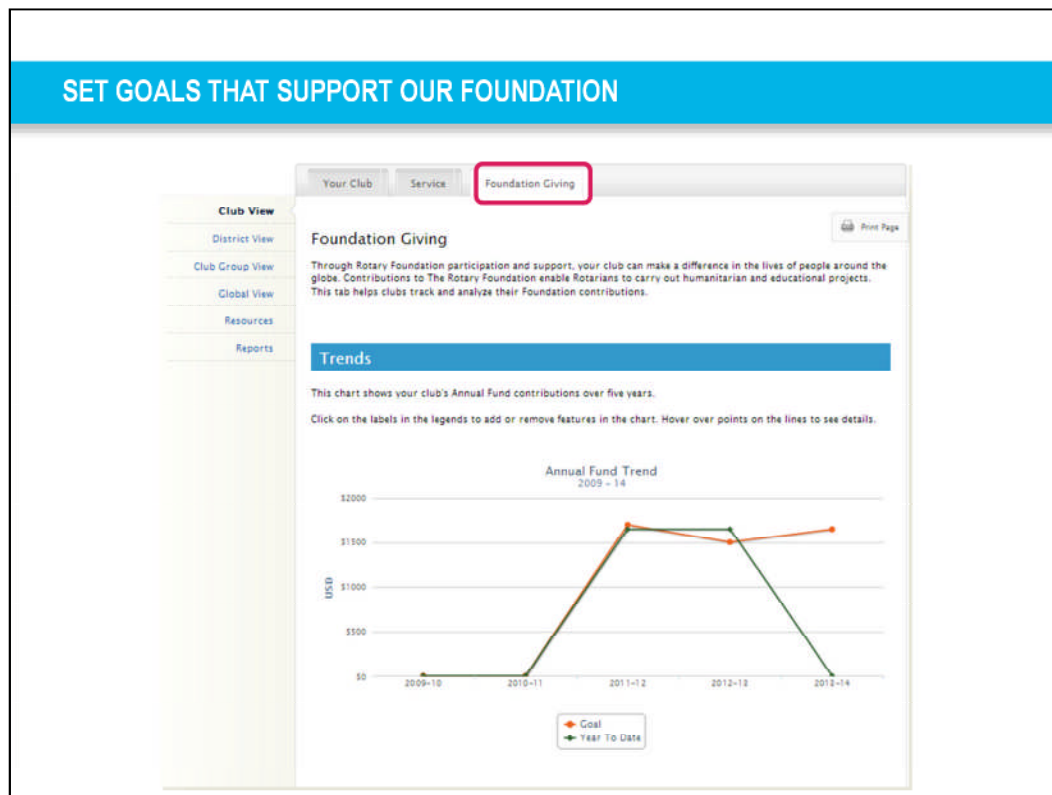 SET GOALS THAT SUPPORT OUR FOUNDATION
Your Club
Service
Foundation Giving
Club View
District View
Club Group View
Global View
Resources
Reports
Print Page
Foundation Giving
Through Rotary Foundation participation and support, your club can make a difference in the lives of people around the
globe. Contributions to The Rotary Foundation enable Rotarians to carry out humanitarian and educational projects.
This tab helps clubs track and analyze their Foundation contributions.
Trends
This chart shows your club's Annual Fund contributions over five years.
Click on the labels in the legends to add or remove features in the chart. Hover over points on the lines to see details.
Annual Fund Trend
2009 - 14
$2000
$1500
$1000
$500
$0
USD
2009-10
2010-11
2011-12
2012-13
2013-14
Goal
Year To Date